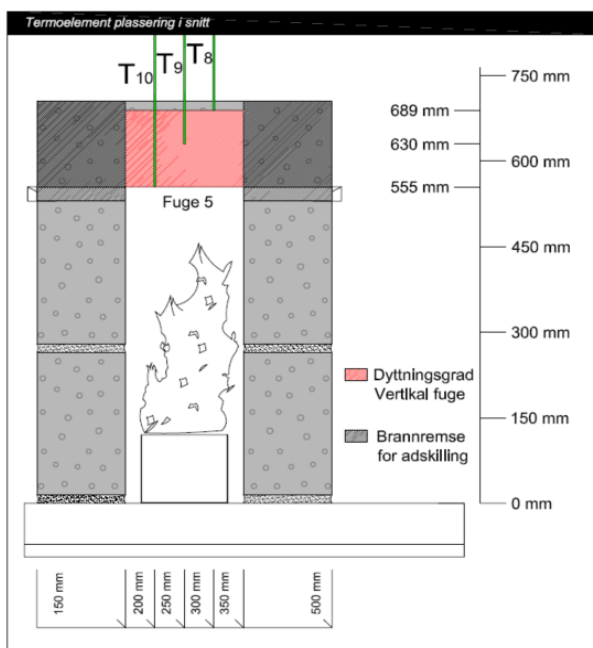 Termoelement plassering i snitt
T10
T9
T8
750 mm
689 mm
630 mm
600 mm
555 mm
Fuge 5
450 mm
300 mm
Dyttningsgrad
Vertikal fuge
150 mm
Brannremse
for adskilling
0 mm
150 mm
200 mm
250 mm
300 mm
350 mm
500 mm